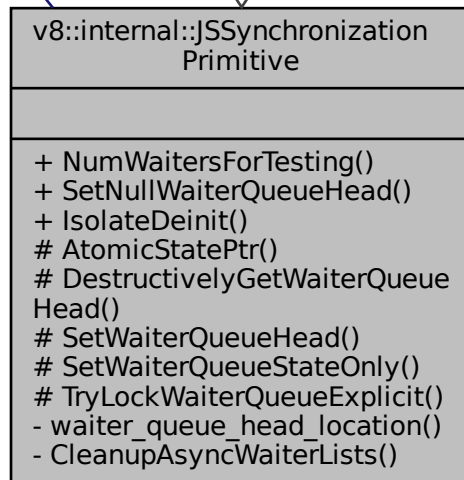 v8::internal::JSSynchronization
Primitive
+ NumWaitersForTesting()
+ SetNullWaiterQueueHead()
+ IsolateDeinit()
# AtomicStatePtr()
# DestructivelyGetWaiterQueue
Head()
# SetWaiterQueueHead()
# SetWaiterQueueStateOnly()
# TryLockWaiterQueueExplicit()
- waiter_queue_head_location()
- CleanupAsyncWaiterLists()